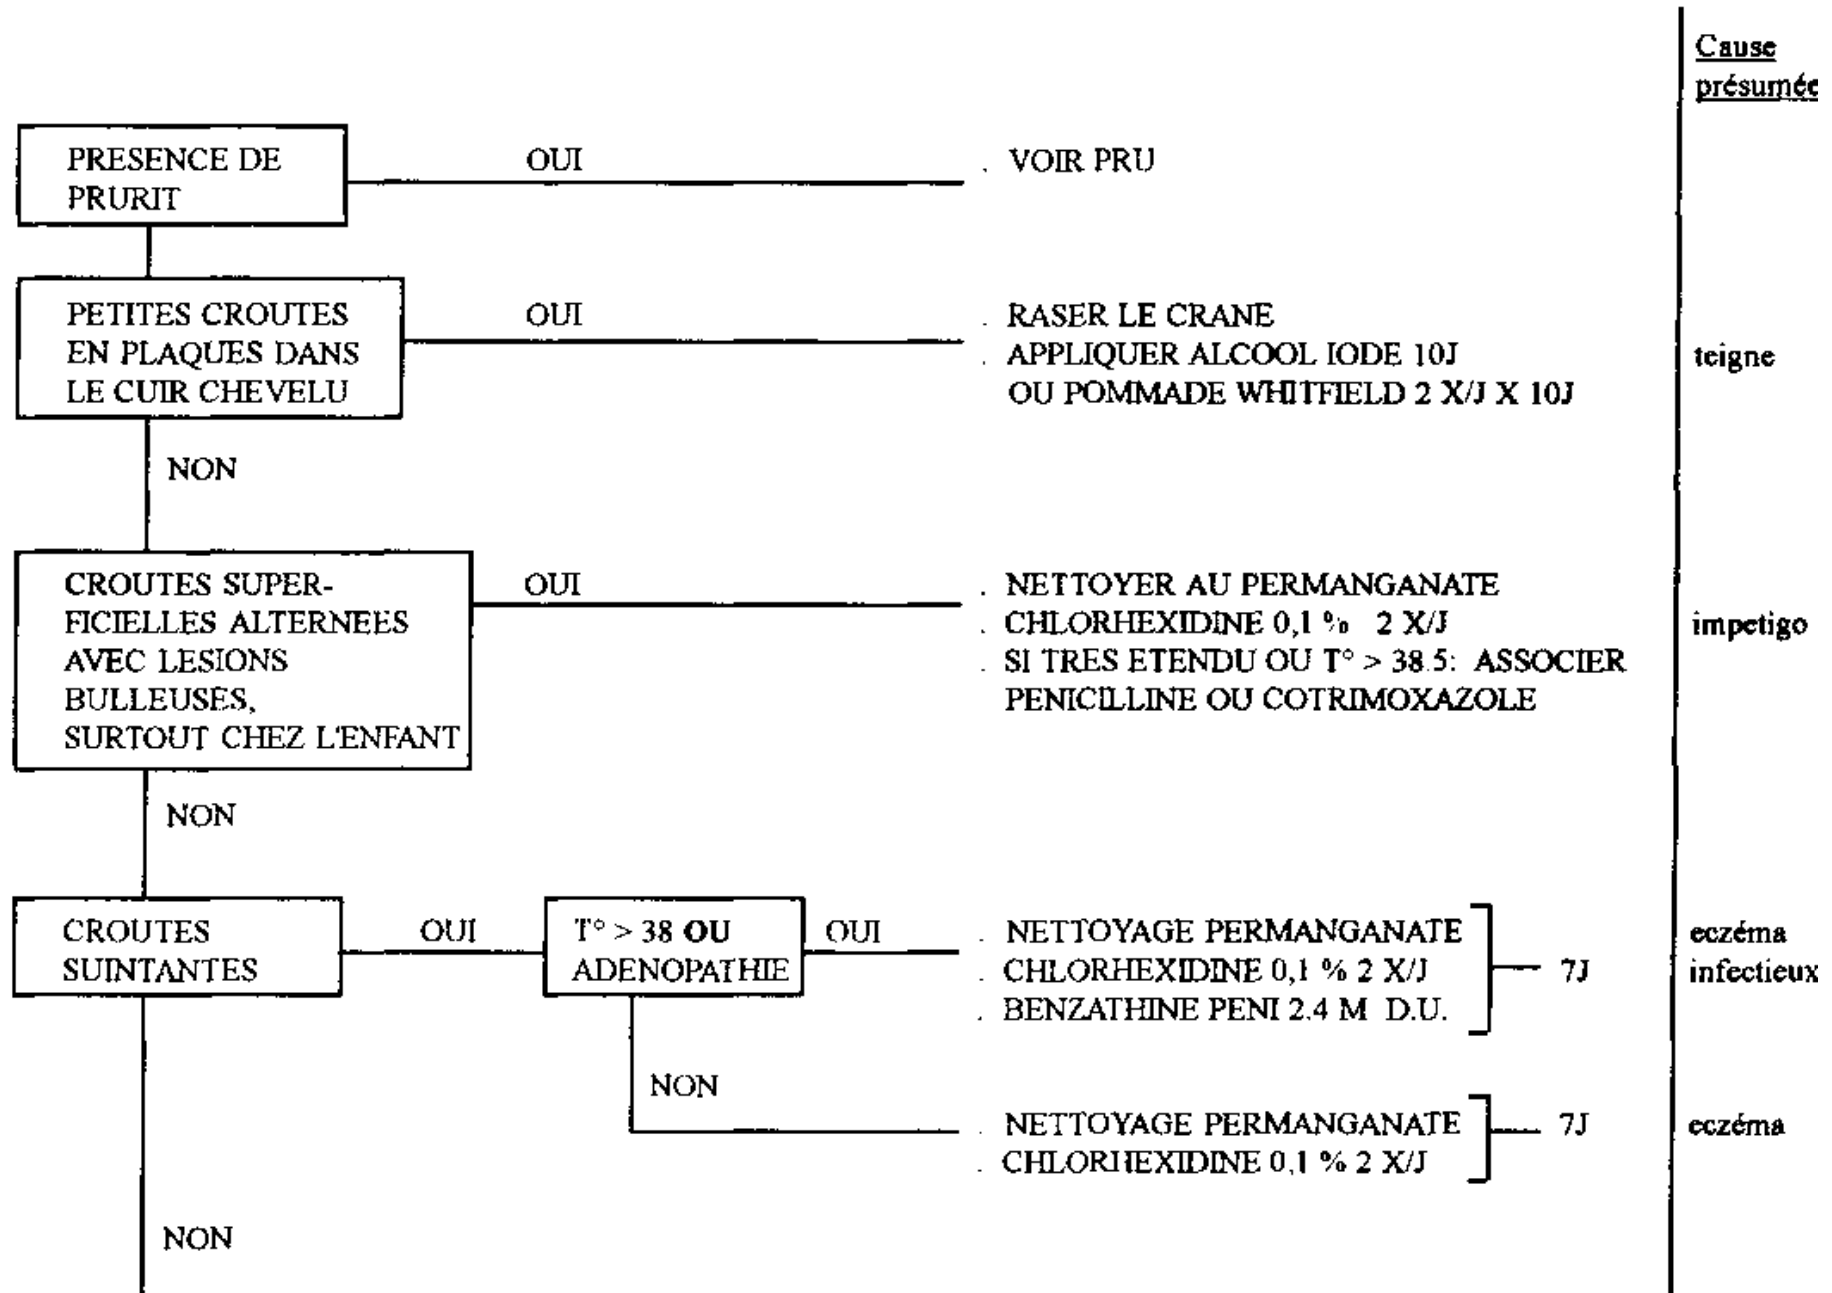 Cause
présumée
PRESENCE DE
PRURIT
OUI
. VOIR PRU
PETITES CROUTES
EN PLAQUES DANS
LE CUIR CHEVELU
OUI
. RASER LE CRANE
. APPLIQUER ALCOOL IODE 10J
OU POMMADE WHITFIELD 2 X/J X 10J
teigne
NON
CROUTES SUPER-
FICIELLES ALTERNEES
AVEC LESIONS
BULLEUSES,
SURTOUT CHEZ L'ENFANT
OUI
. NETTOYER AU PERMANGANATE
. CHLORHEXIDINE 0,1 % 2 X/J
. SI TRES ETENDU OU T° > 38.5: ASSOCIER
PENICILLINE OU COTRIMOXAZOLE
impetigo
NON
CROUTES
SUINTANTES
OUI
T° > 38 OU
ADENOPATHIE
OUI
. NETTOYAGE PERMANGANATE
. CHLORHEXIDINE 0,1 % 2 X/J
. BENZATHINE PENI 2.4 M D.U.
7J
eczéma
infectieux
NON
. NETTOYAGE PERMANGANATE
. CHLORHEXIDINE 0,1 % 2 X/J
7J
eczéma
NON